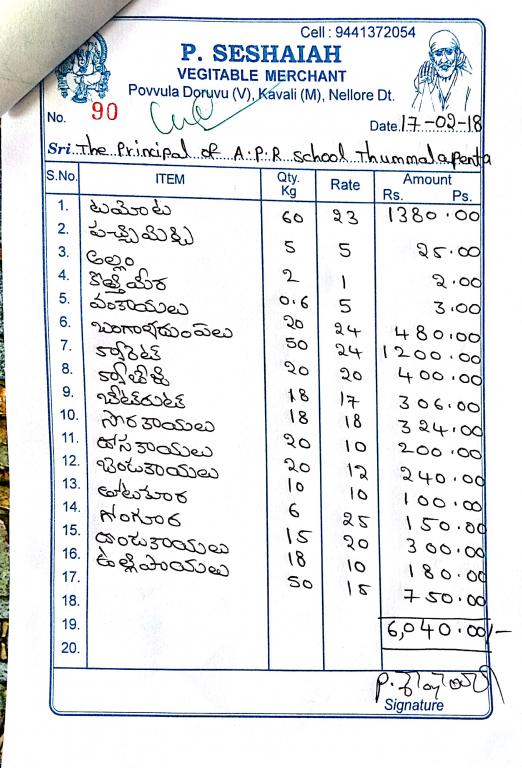 Cell : 9441372054
P. SESHAIAH
VEGITABLE MERCHANT
Povvula Doruvu (V), Kavali (M), Nellore Dt.
No. 90 Date. 17-02-18
Sri. The Principal of A.P.R school Thummalapenta
S.No. ITEM Qty. Kg Rate Amount Rs. Ps.
1. టమోట 60 23 1380.00
2. పచ్చిమిర్చి 5 5 25.00
3. అల్లం 2 1 2.00
4. కొత్తిమీర 0.6 5 3.00
5. వంకాయలు 20 24 480.00
6. బంగాళదుంపలు 50 24 1200.00
7. క్యారెట్ 20 20 400.00
8. క్యాబేజి 18 17 306.00
9. బీట్‌రూట్ 18 18 324.00
10. సొరకాయలు 20 10 200.00
11. దోసకాయలు 20 12 240.00
12. బెండకాయలు 10 10 100.00
13. తోటకూర 6 25 150.00
14. గోంగూర 15 20 300.00
15. దొండకాయలు 18 10 180.00
16. ఉల్లిపాయలు 50 15 750.00
17.
18.
19. 6,040.00/-
20.
Signature